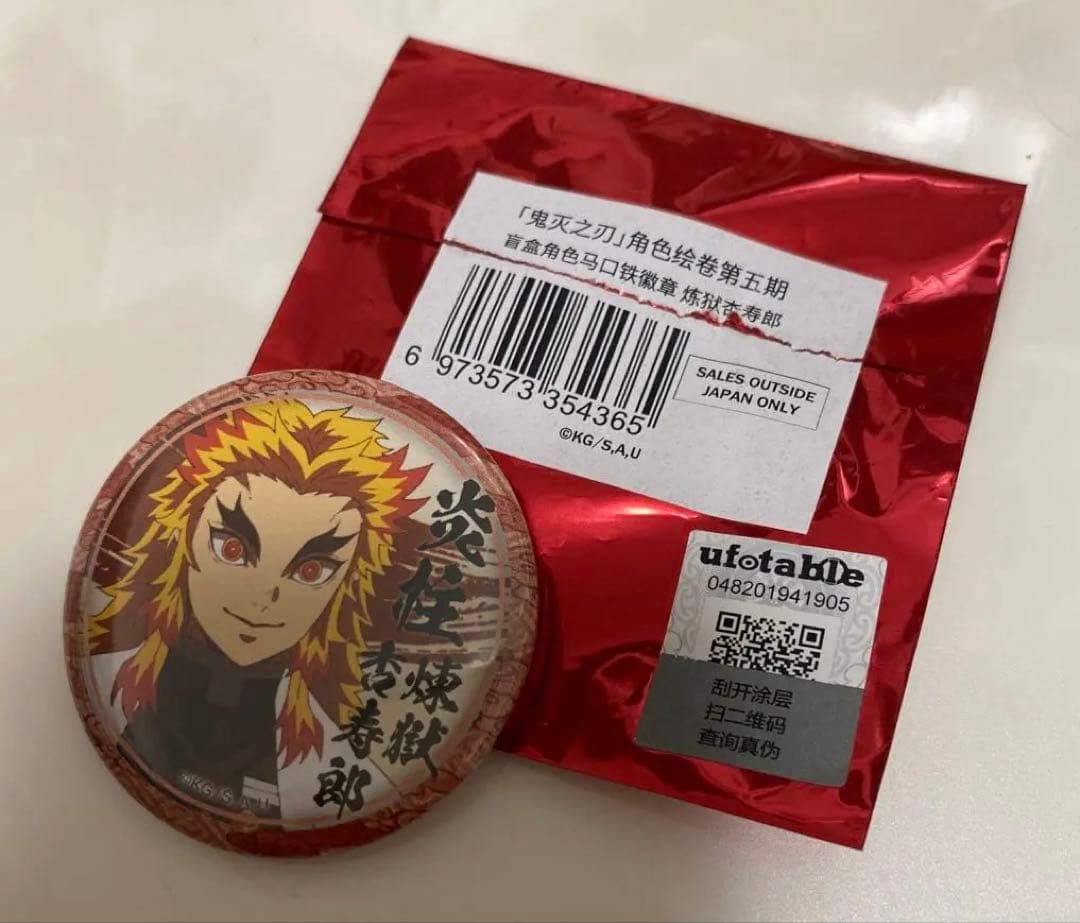 「鬼灭之刃」角色绘卷第五期
盲盒角色马口铁徽章 炼狱杏寿郎
6 973573 354365
SALES OUTSIDE
JAPAN ONLY
©KG/S,A,U
ufotable
048201941905
刮开涂层
扫二维码
查询真伪
炎柱
煉獄
杏寿郎
©KG/S,A,U